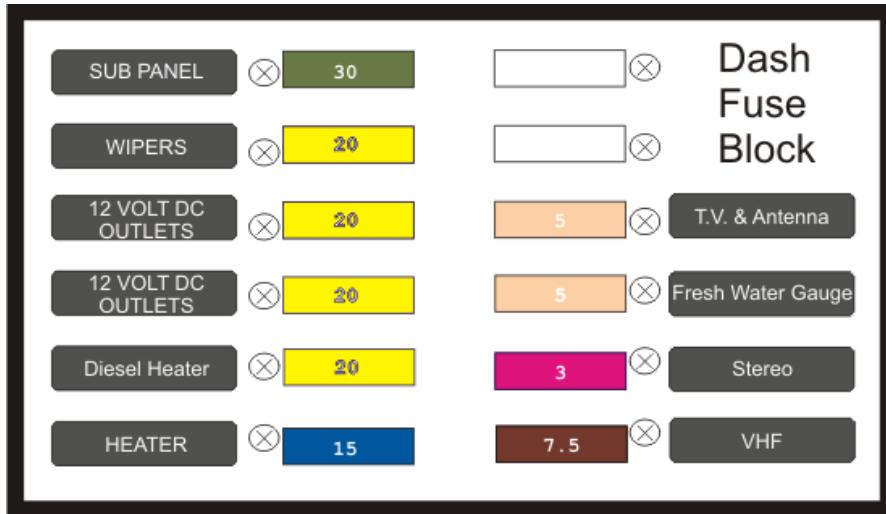 SUB PANEL
30
WIPERS
20
12 VOLT DC
OUTLETS
20
12 VOLT DC
OUTLETS
20
Diesel Heater
20
HEATER
15
Dash
Fuse
Block
5
T.V. & Antenna
5
Fresh Water Gauge
3
Stereo
7.5
VHF